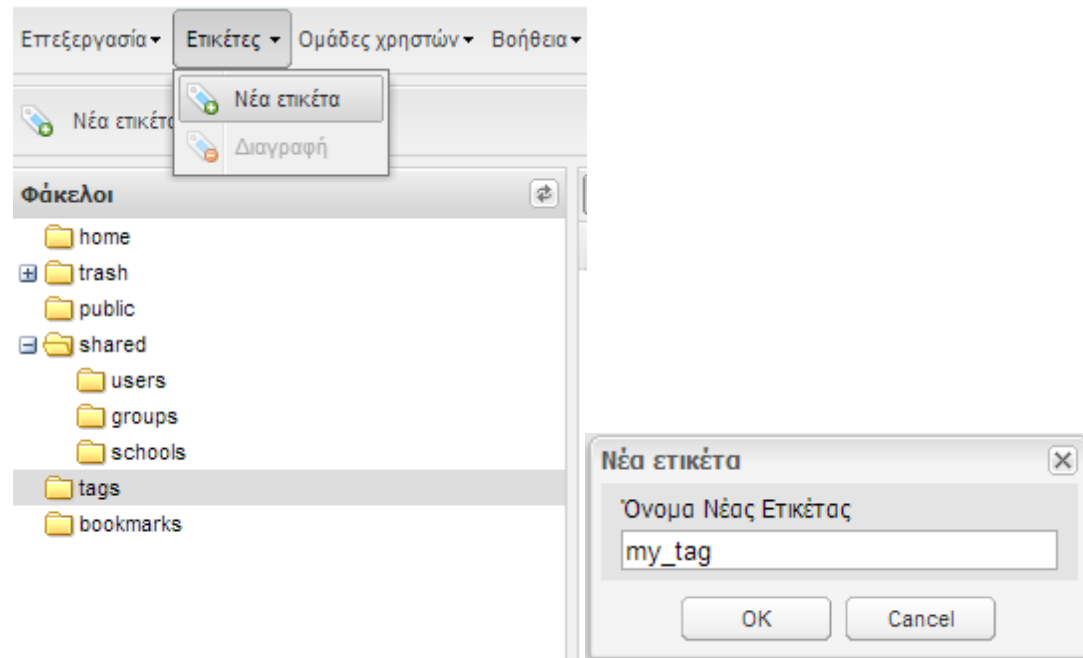 Επεξεργασία Ετικέτες Ομάδες χρηστών Βοήθεια
Νέα ετικέτα
Διαγραφή
Νέα ετικέτ
Φάκελοι
home
trash
public
shared
users
groups
schools
tags
bookmarks
Νέα ετικέτα
Όνομα Νέας Ετικέτας
my_tag
OK Cancel